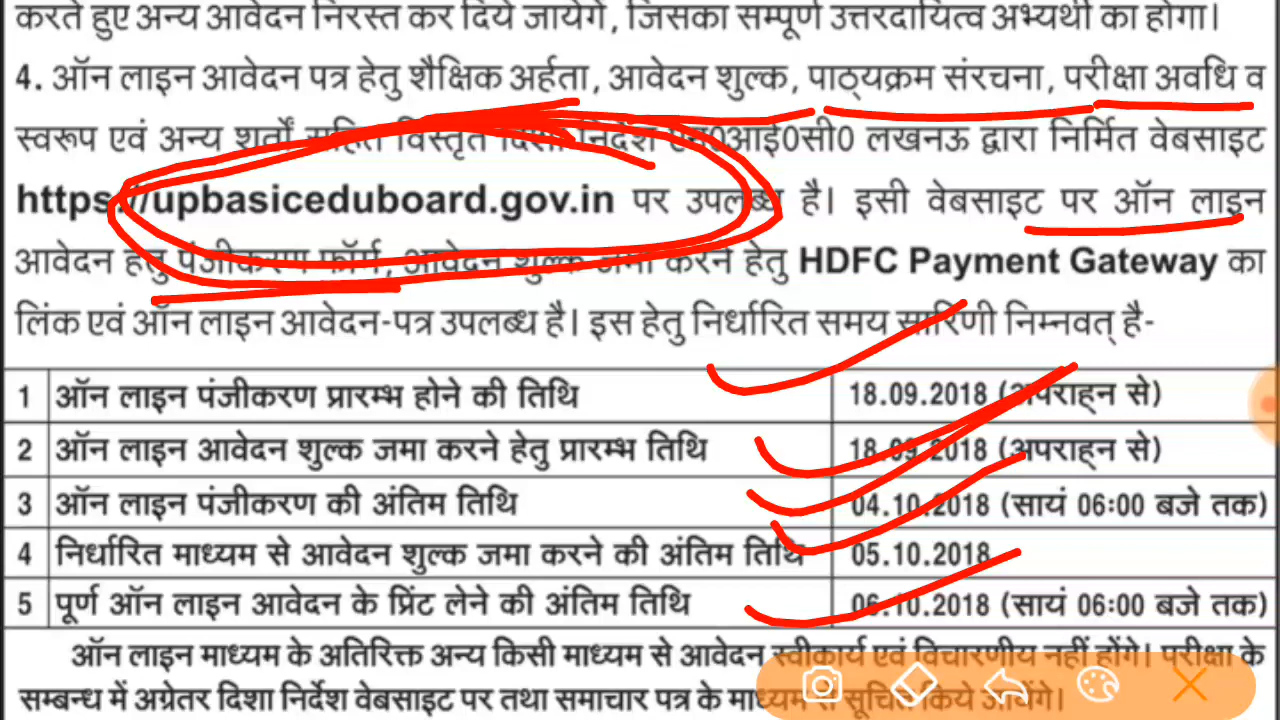 करते हुए अन्य आवेदन निरस्त कर दिये जायेगें, जिसका सम्पूर्ण उत्तरदायित्व अभ्यर्थी का होगा।
4. ऑन लाइन आवेदन पत्र हेतु शैक्षिक अर्हता, आवेदन शुल्क, पाठ्यक्रम संरचना, परीक्षा अवधि व
स्वरूप एवं अन्य शर्तों सहित विस्तृत दिशा निर्देश एन0आई0सी0 लखनऊ द्वारा निर्मित वेबसाइट
https://upbasiceduboard.gov.in पर उपलब्ध है। इसी वेबसाइट पर ऑन लाइन
आवेदन हेतु पंजीकरण फॉर्म, आवेदन शुल्क जमा करने हेतु HDFC Payment Gateway का
लिंक एवं ऑन लाइन आवेदन-पत्र उपलब्ध है। इस हेतु निर्धारित समय सारिणी निम्नवत् है-
1 ऑन लाइन पंजीकरण प्रारम्भ होने की तिथि 18.09.2018 (अपराह्न से)
2 ऑन लाइन आवेदन शुल्क जमा करने हेतु प्रारम्भ तिथि 18.09.2018 (अपराह्न से)
3 ऑन लाइन पंजीकरण की अंतिम तिथि 04.10.2018 (सायं 06:00 बजे तक)
4 निर्धारित माध्यम से आवेदन शुल्क जमा करने की अंतिम तिथि 05.10.2018
5 पूर्ण ऑन लाइन आवेदन के प्रिंट लेने की अंतिम तिथि 06.10.2018 (सायं 06:00 बजे तक)
ऑन लाइन माध्यम के अतिरिक्त अन्य किसी माध्यम से आवेदन स्वीकार्य एवं विचारणीय नहीं होंगे। परीक्षा के
सम्बन्ध में अग्रेतर दिशा निर्देश वेबसाइट पर तथा समाचार पत्र के माध्यम से सूचित किये जायेंगे।